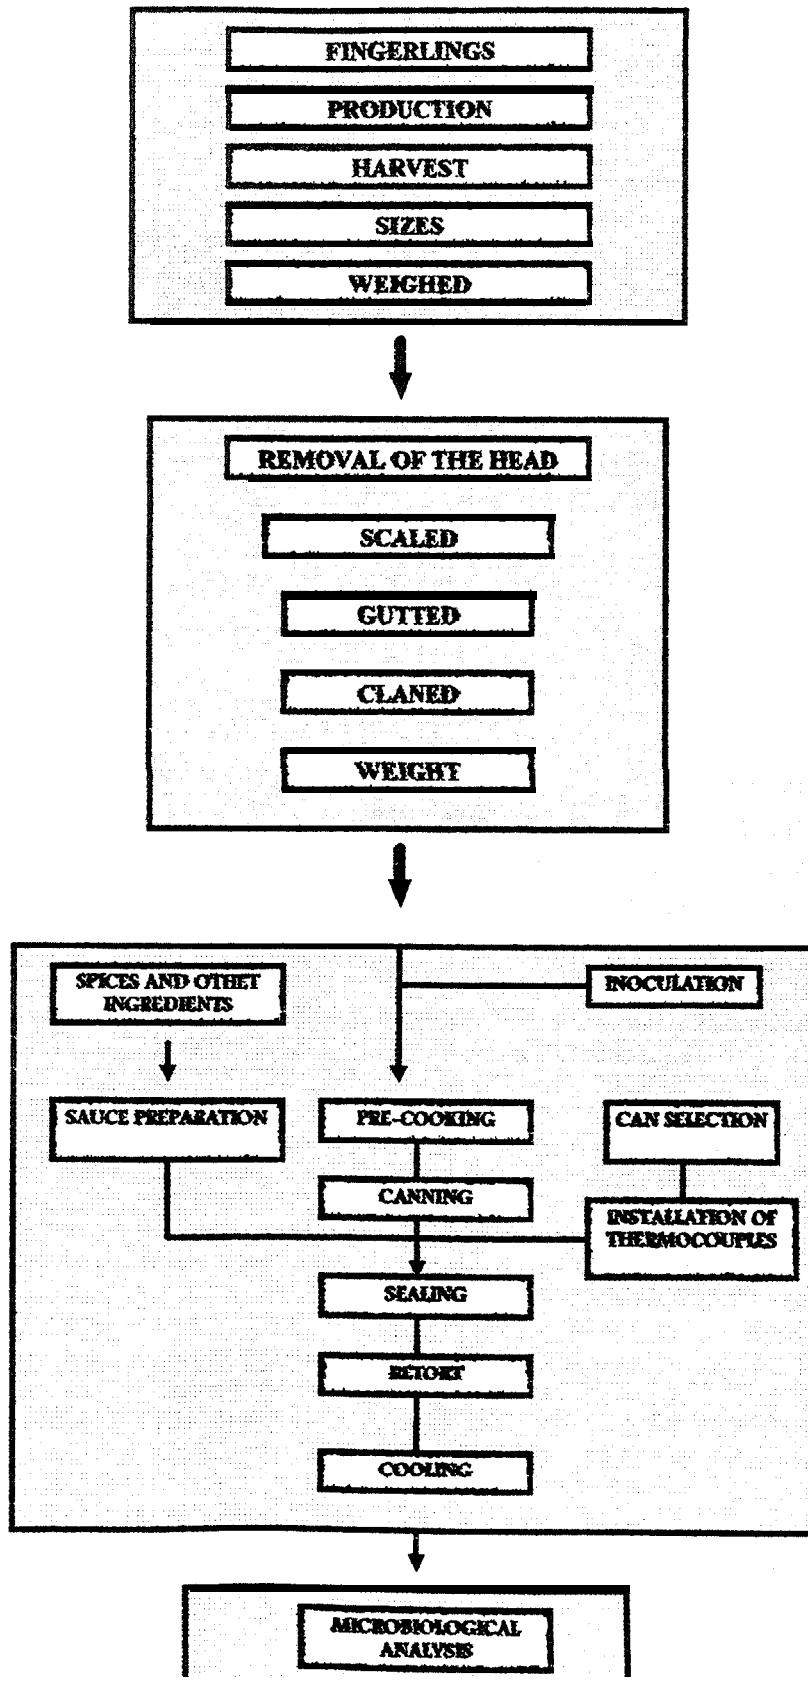 FINGERLINGS
PRODUCTION
HARVEST
SIZES
WEIGHED
REMOVAL OF THE HEAD
SCALED
GUTTED
CLANED
WEIGHT
SPICES AND OTHET
INGREDIENTS
INOCULATION
SAUCE PREPARATION
PRE-COOKING
CAN SELECTION
CANNING
INSTALLATION OF
THERMOCOUPLES
SEALING
RETORT
COOLING
MICROBIOLOGICAL
ANALYSIS